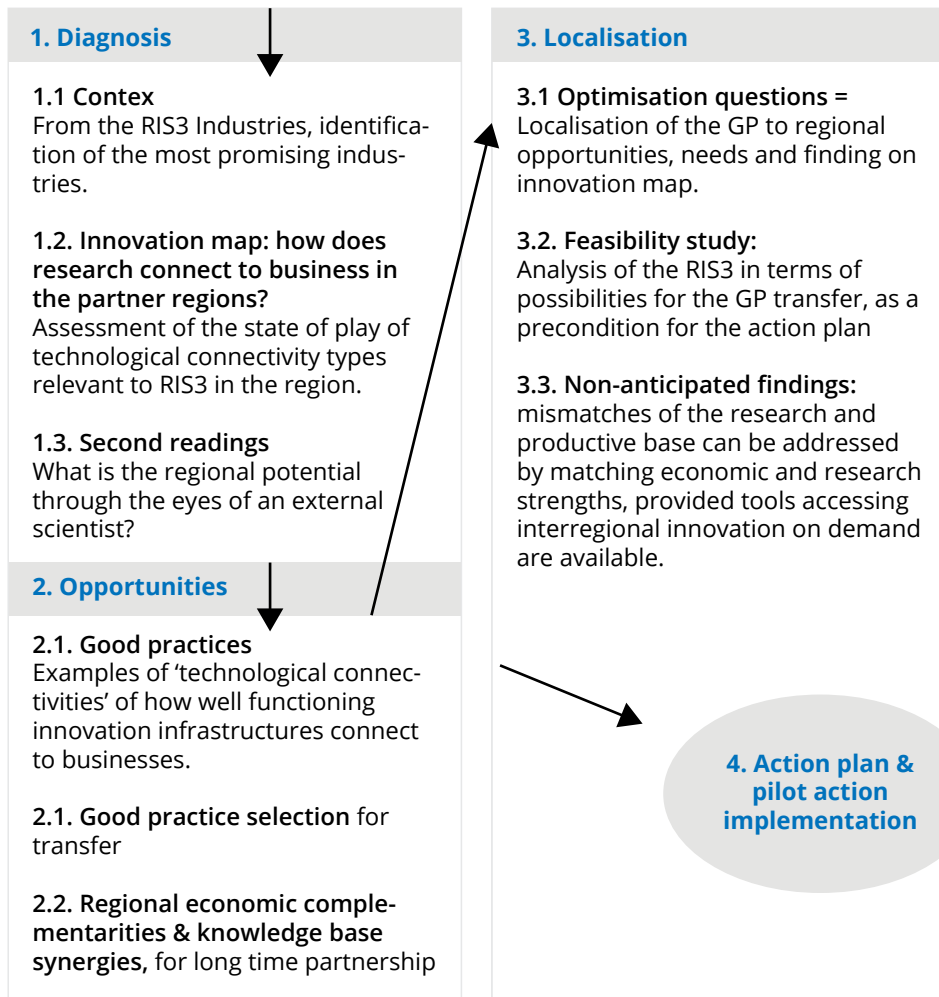 1. Diagnosis
1.1 Contex
From the RIS3 Industries, identifica-
tion of the most promising indus-
tries.
1.2. Innovation map: how does
research connect to business in
the partner regions?
Assessment of the state of play of
technological connectivity types
relevant to RIS3 in the region.
1.3. Second readings
What is the regional potential
through the eyes of an external
scientist?
2. Opportunities
2.1. Good practices
Examples of ‘technological connec-
tivities’ of how well functioning
innovation infrastructures connect
to businesses.
2.1. Good practice selection for
transfer
2.2. Regional economic comple-
mentarities & knowledge base
synergies, for long time partnership
3. Localisation
3.1 Optimisation questions =
Localisation of the GP to regional
opportunities, needs and finding on
innovation map.
3.2. Feasibility study:
Analysis of the RIS3 in terms of
possibilities for the GP transfer, as a
precondition for the action plan
3.3. Non-anticipated findings:
mismatches of the research and
productive base can be addressed
by matching economic and research
strengths, provided tools accessing
interregional innovation on demand
are available.
4. Action plan &
pilot action
implementation